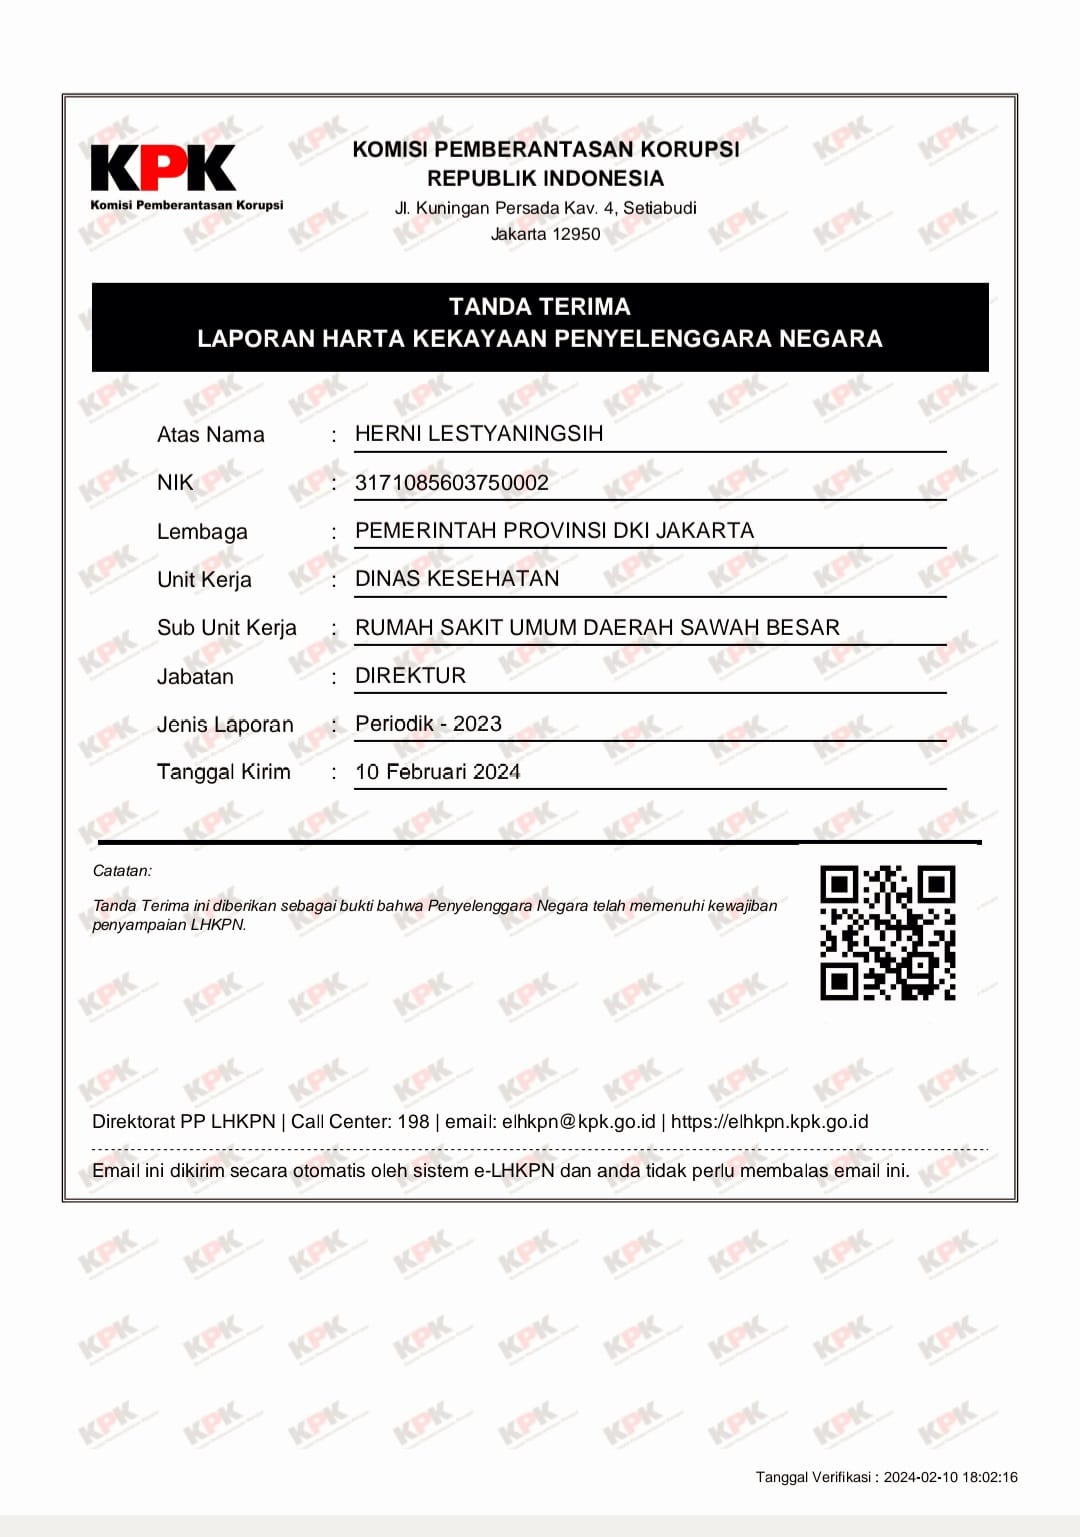 KPK
Komisi Pemberantasan Korupsi
KOMISI PEMBERANTASAN KORUPSI
REPUBLIK INDONESIA
Jl. Kuningan Persada Kav. 4, Setiabudi
Jakarta 12950
TANDA TERIMA
LAPORAN HARTA KEKAYAAN PENYELENGGARA NEGARA
Atas Nama : HERNI LESTYANINGSIH
NIK : 3171085603750002
Lembaga : PEMERINTAH PROVINSI DKI JAKARTA
Unit Kerja : DINAS KESEHATAN
Sub Unit Kerja : RUMAH SAKIT UMUM DAERAH SAWAH BESAR
Jabatan : DIREKTUR
Jenis Laporan : Periodik - 2023
Tanggal Kirim : 10 Februari 2024
Catatan:
Tanda Terima ini diberikan sebagai bukti bahwa Penyelenggara Negara telah memenuhi kewajiban
penyampaian LHKPN.
Direktorat PP LHKPN | Call Center: 198 | email: elhkpn@kpk.go.id | https://elhkpn.kpk.go.id
Email ini dikirim secara otomatis oleh sistem e-LHKPN dan anda tidak perlu membalas email ini.
Tanggal Verifikasi : 2024-02-10 18:02:16